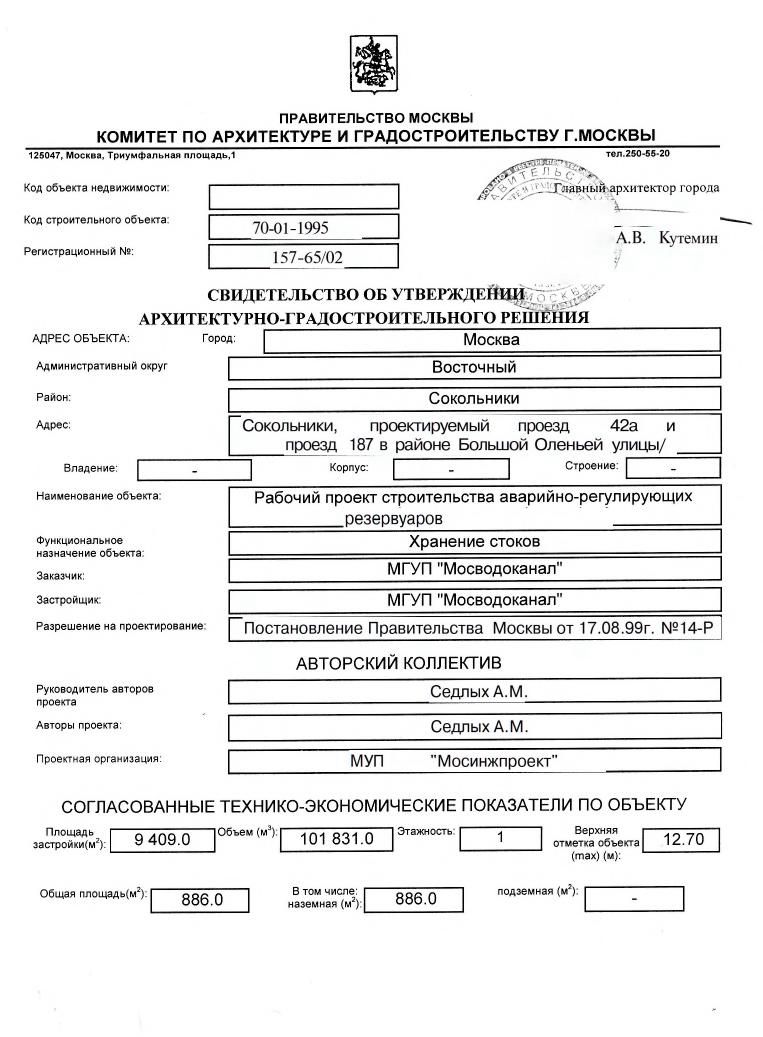 ПРАВИТЕЛЬСТВО МОСКВЫ
КОМИТЕТ ПО АРХИТЕКТУРЕ И ГРАДОСТРОИТЕЛЬСТВУ Г.МОСКВЫ
125047, Москва, Триумфальная площадь,1 тел.250-55-20
Код объекта недвижимости: Главный архитектор города
Код строительного объекта: 70-01-1995
А.В. Кутемин
Регистрационный №: 157-65/02
СВИДЕТЕЛЬСТВО ОБ УТВЕРЖДЕНИИ
АРХИТЕКТУРНО-ГРАДОСТРОИТЕЛЬНОГО РЕШЕНИЯ
АДРЕС ОБЪЕКТА: Город: Москва
Административный округ Восточный
Район: Сокольники
Адрес: Сокольники, проектируемый проезд 42а и
проезд 187 в районе Большой Оленьей улицы/
Владение: - Корпус: - Строение: -
Наименование объекта: Рабочий проект строительства аварийно-регулирующих
резервуаров
Функциональное
назначение объекта: Хранение стоков
Заказчик: МГУП "Мосводоканал"
Застройщик: МГУП "Мосводоканал"
Разрешение на проектирование: Постановление Правительства Москвы от 17.08.99г. №14-Р
АВТОРСКИЙ КОЛЛЕКТИВ
Руководитель авторов
проекта Седлых А.М.
Авторы проекта: Седлых А.М.
Проектная организация: МУП "Мосинжпроект"
СОГЛАСОВАННЫЕ ТЕХНИКО-ЭКОНОМИЧЕСКИЕ ПОКАЗАТЕЛИ ПО ОБЪЕКТУ
Площадь
застройки(м²): 9 409.0 Объем (м³): 101 831.0 Этажность: 1 Верхняя
отметка объекта
(max) (м): 12.70
Общая площадь(м²): 886.0 В том числе:
наземная (м²): 886.0 подземная (м²): -